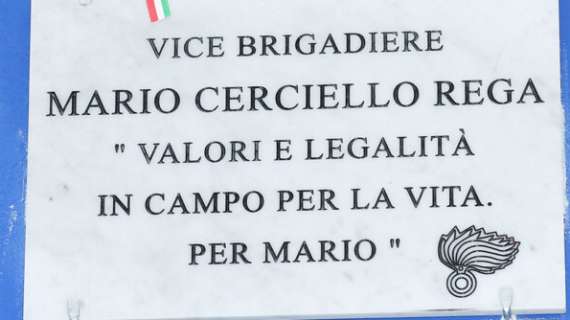 VICE BRIGADIERE
MARIO CERCIELLO REGA
" VALORI E LEGALITÀ
IN CAMPO PER LA VITA.
PER MARIO "